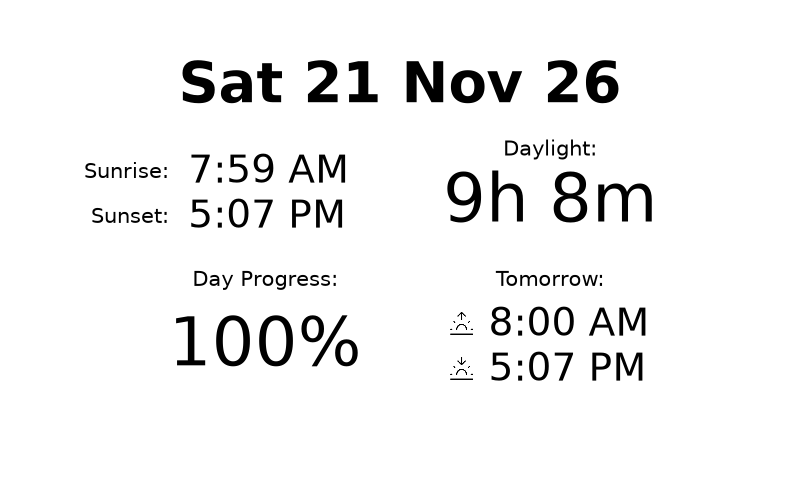 Sat 21 Nov 26
Sunrise: 7:59 AM
Sunset: 5:07 PM
Daylight:
9h 8m
Day Progress:
100%
Tomorrow:
8:00 AM
5:07 PM